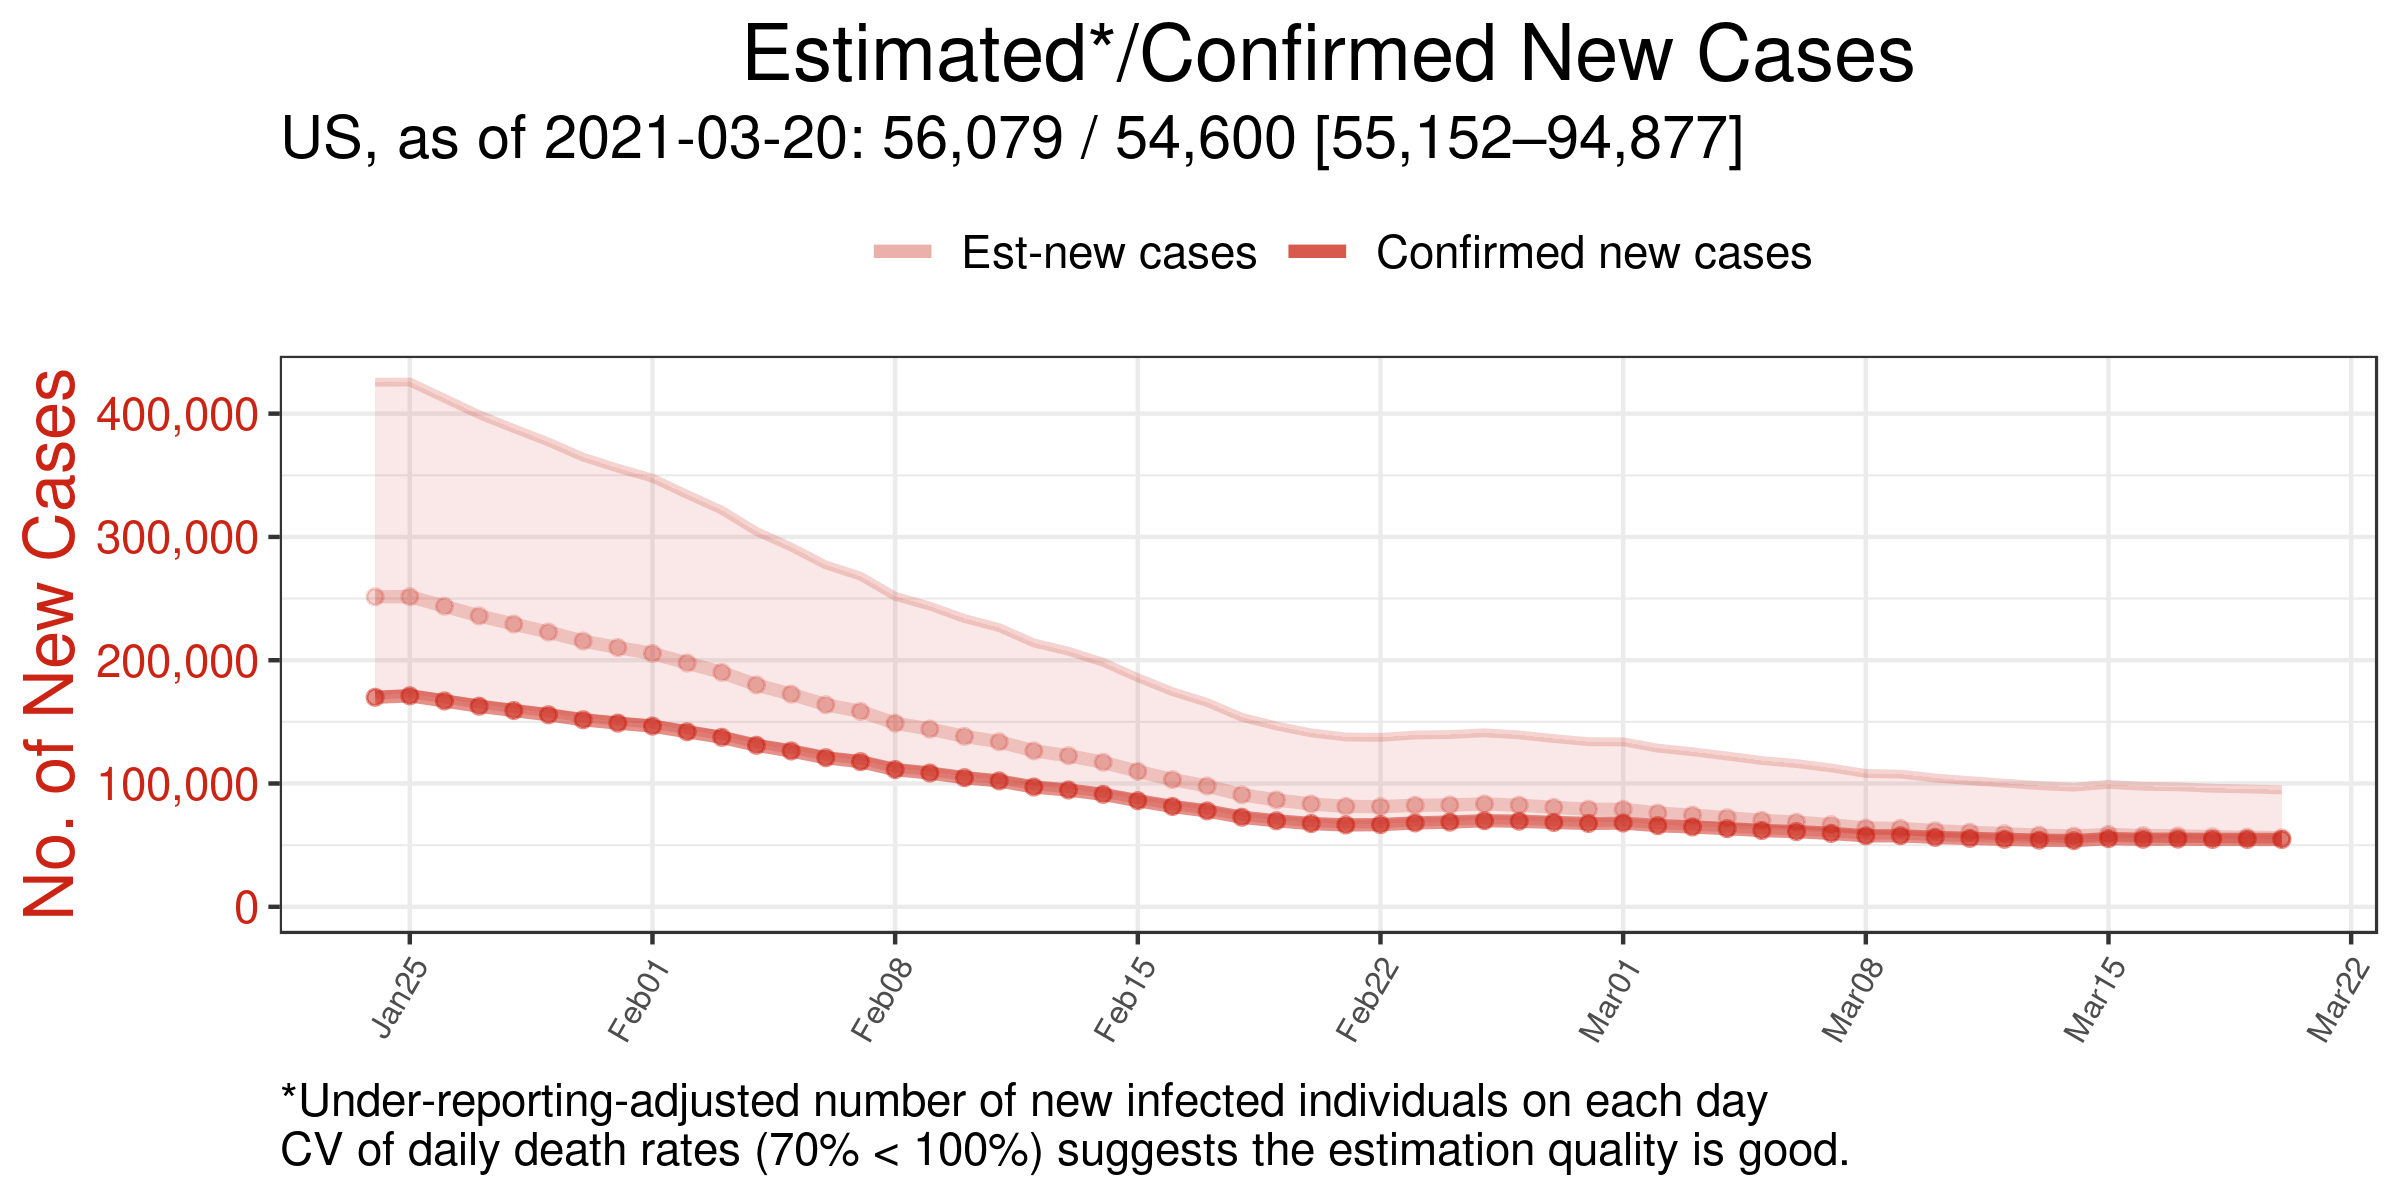 Estimated*/Confirmed New Cases
US, as of 2021-03-20: 56,079 / 54,600 [55,152–94,877]
Est-new cases
Confirmed new cases
No. of New Cases
400,000
300,000
200,000
100,000
0
Jan25
Feb01
Feb08
Feb15
Feb22
Mar01
Mar08
Mar15
Mar22
*Under-reporting-adjusted number of new infected individuals on each day
CV of daily death rates (70% < 100%) suggests the estimation quality is good.